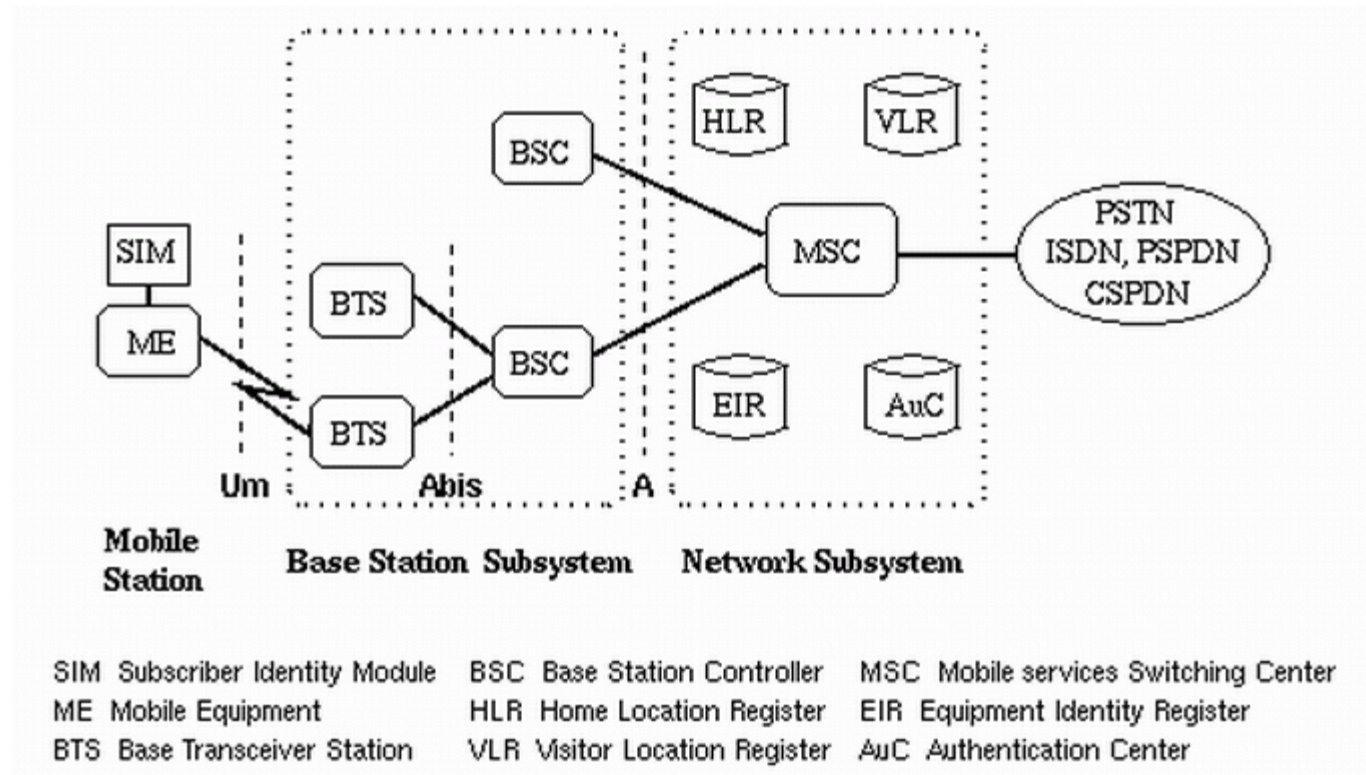 HLR
VLR
BSC
PSTN
ISDN, PSPDN
CSPDN
MSC
SIM
BTS
ME
BSC
EIR
AuC
BTS
Um
Abis
A
Mobile
Station
Base Station Subsystem
Network Subsystem
SIM Subscriber Identity Module
BSC Base Station Controller
MSC Mobile services Switching Center
ME Mobile Equipment
HLR Home Location Register
EIR Equipment Identity Register
BTS Base Transceiver Station
VLR Visitor Location Register
AuC Authentication Center